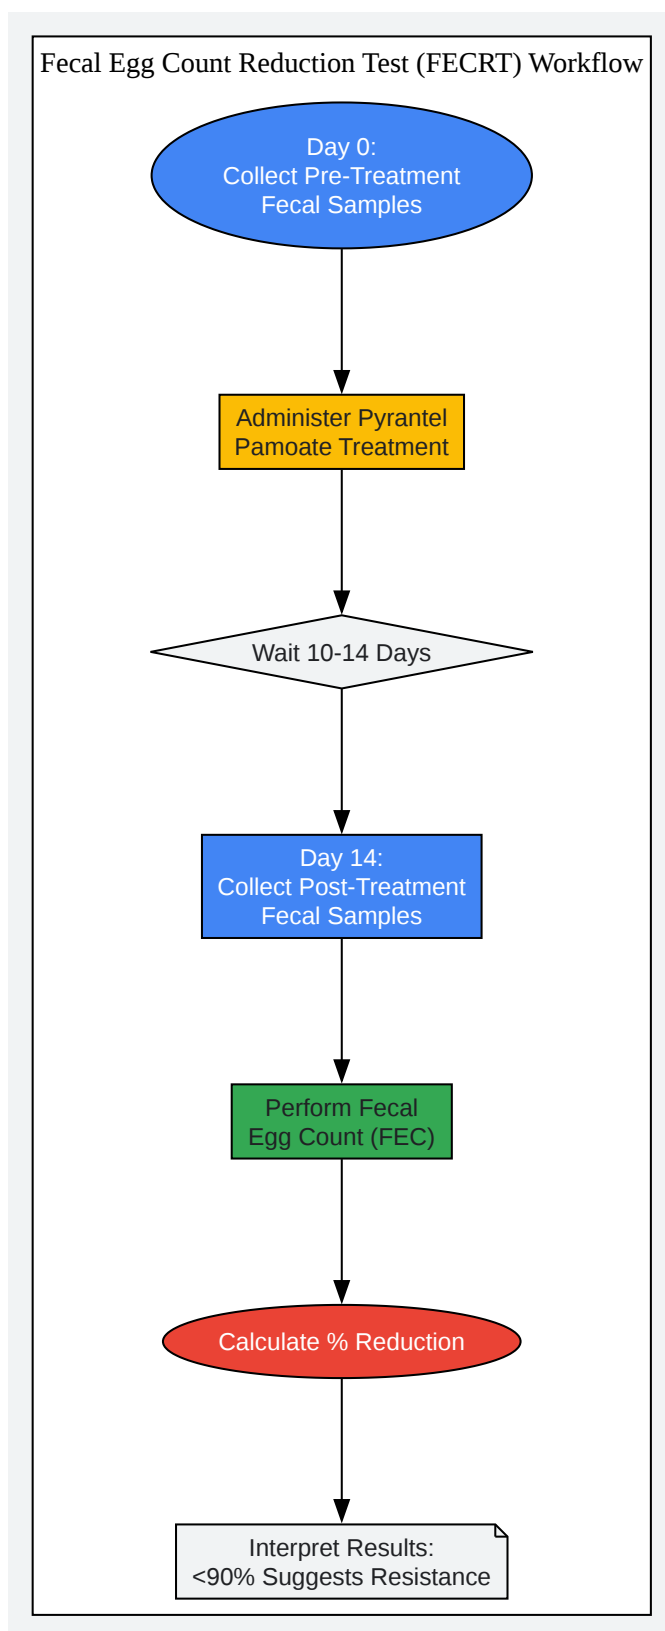 Fecal Egg Count Reduction Test (FECRT) Workflow
Day 0:
Collect Pre-Treatment
Fecal Samples
Administer Pyrantel
Pamoate Treatment
Wait 10-14 Days
Day 14:
Collect Post-Treatment
Fecal Samples
Perform Fecal
Egg Count (FEC)
Calculate % Reduction
Interpret Results:
<90% Suggests Resistance